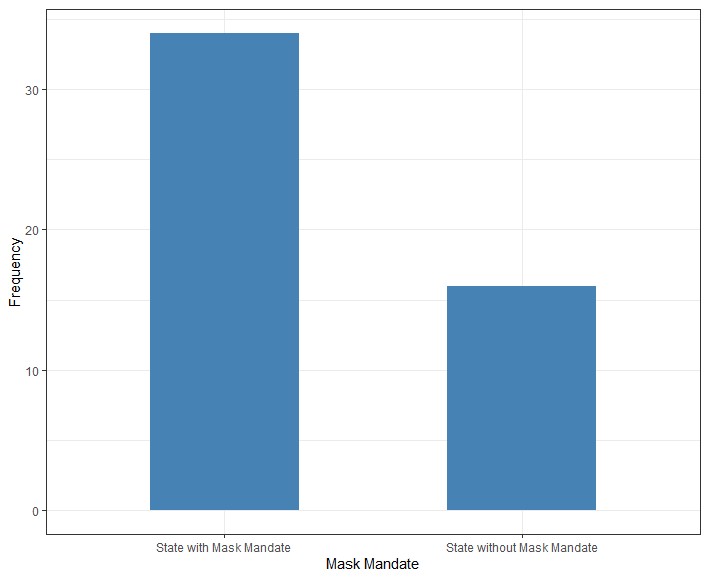 Frequency
30
20
10
0
State with Mask Mandate
State without Mask Mandate
Mask Mandate